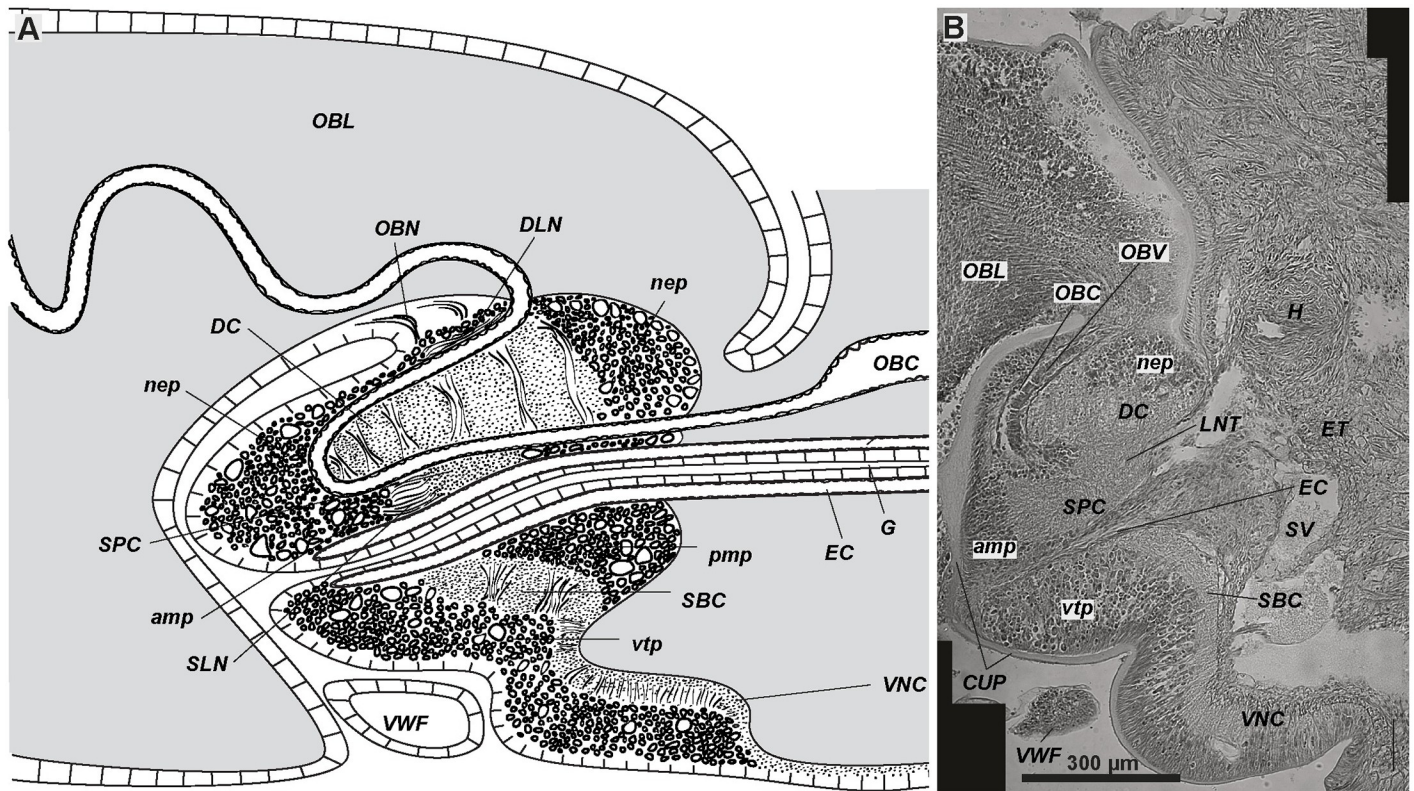 A
OBL
OBN
DLN
nep
DC
nep
OBC
SPC
G
EC
pmp
amp
SBC
SLN
vtp
VNC
VWF
B
OBV
OBL
OBC
H
nep
DC
LNT
ET
EC
SPC
SV
amp
vtp
SBC
CUP
VNC
VWF
300 µm